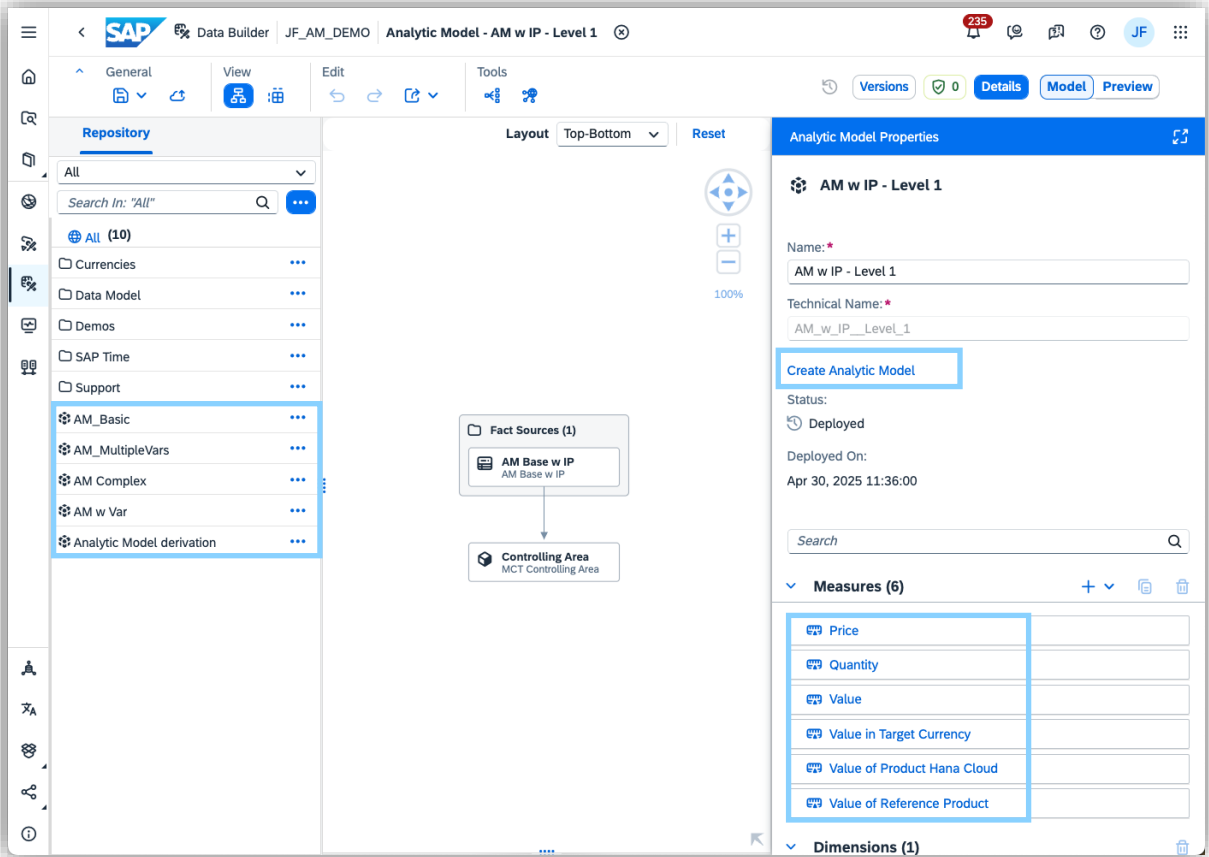 SAP Data Builder JF_AM_DEMO Analytic Model - AM w IP - Level 1 235 JF
General View Edit Tools
Versions 0 Details Model Preview
Repository
All
Search In: "All"
All (10)
Currencies
Data Model
Demos
SAP Time
Support
AM_Basic
AM_MultipleVars
AM Complex
AM w Var
Analytic Model derivation
Layout Top-Bottom Reset
100%
Fact Sources (1)
AM Base w IP
AM Base w IP
Controlling Area
MCT Controlling Area
Analytic Model Properties
AM w IP - Level 1
Name:*
AM w IP - Level 1
Technical Name:*
AM_w_IP__Level_1
Create Analytic Model
Status:
Deployed
Deployed On:
Apr 30, 2025 11:36:00
Search
Measures (6)
Price
Quantity
Value
Value in Target Currency
Value of Product Hana Cloud
Value of Reference Product
Dimensions (1)